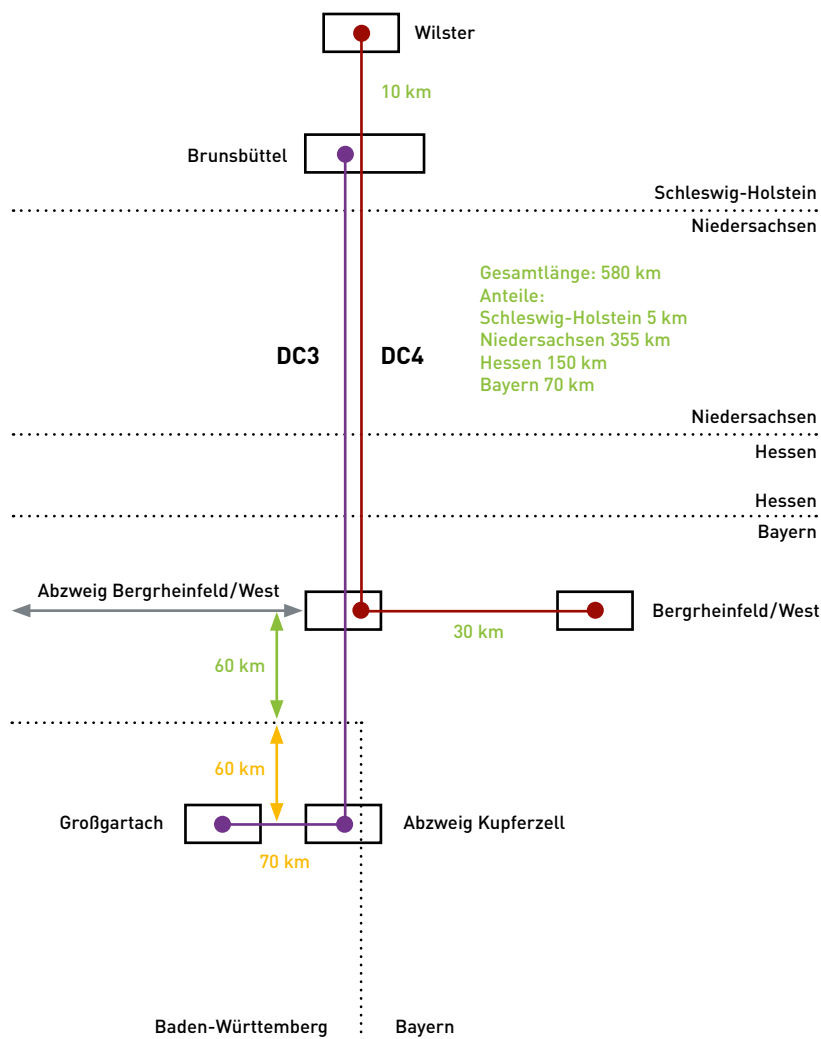 Wilster
10 km
Brunsbüttel
Schleswig-Holstein
Niedersachsen
Gesamtlänge: 580 km
Anteile:
Schleswig-Holstein 5 km
Niedersachsen 355 km
Hessen 150 km
Bayern 70 km
DC3
DC4
Niedersachsen
Hessen
Hessen
Bayern
Abzweig Bergrheinfeld/West
Bergrheinfeld/West
30 km
60 km
60 km
Großgartach
Abzweig Kupferzell
70 km
Baden-Württemberg
Bayern